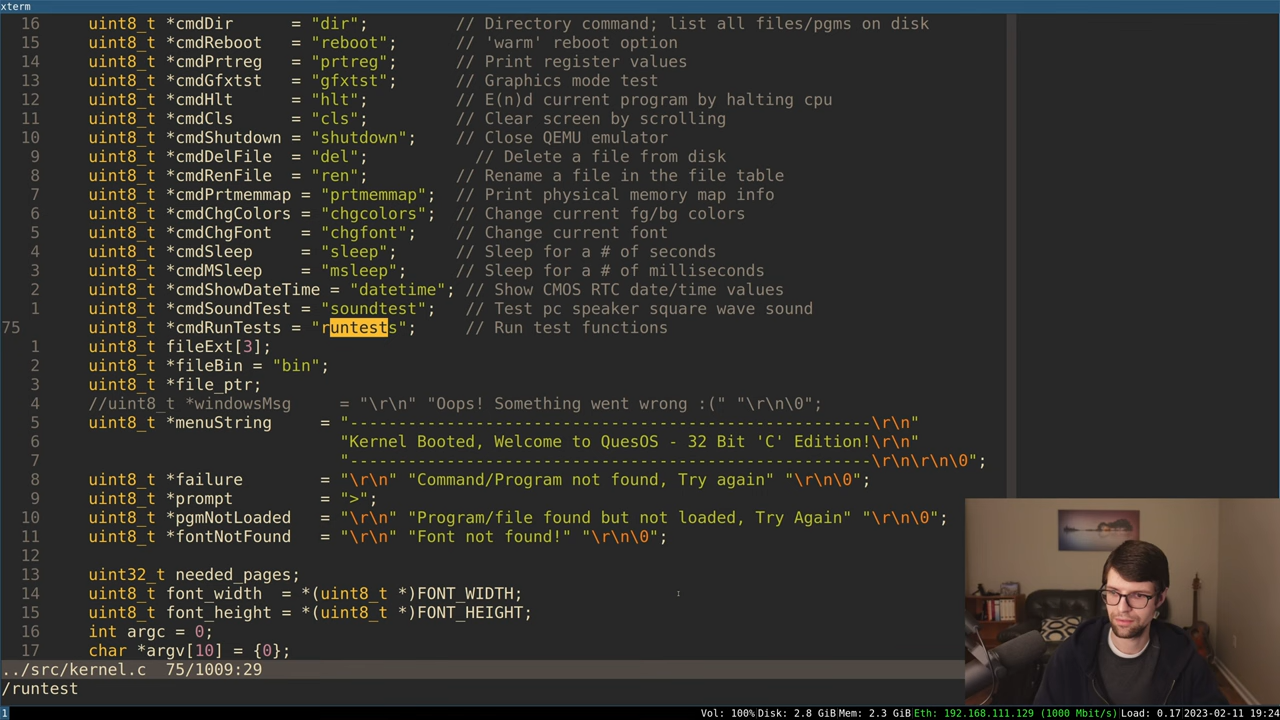 xterm
16 uint8_t *cmdDir = "dir"; // Directory command; list all files/pgms on disk
15 uint8_t *cmdReboot = "reboot"; // 'warm' reboot option
14 uint8_t *cmdPrtreg = "prtreg"; // Print register values
13 uint8_t *cmdGfxtst = "gfxtst"; // Graphics mode test
12 uint8_t *cmdHlt = "hlt"; // E(n)d current program by halting cpu
11 uint8_t *cmdCls = "cls"; // Clear screen by scrolling
10 uint8_t *cmdShutdown = "shutdown"; // Close QEMU emulator
9 uint8_t *cmdDelFile = "del"; // Delete a file from disk
8 uint8_t *cmdRenFile = "ren"; // Rename a file in the file table
7 uint8_t *cmdPrtmemmap = "prtmemmap"; // Print physical memory map info
6 uint8_t *cmdChgColors = "chgcolors"; // Change current fg/bg colors
5 uint8_t *cmdChgFont = "chgfont"; // Change current font
4 uint8_t *cmdSleep = "sleep"; // Sleep for a # of seconds
3 uint8_t *cmdMSleep = "msleep"; // Sleep for a # of milliseconds
2 uint8_t *cmdShowDateTime = "datetime"; // Show CMOS RTC date/time values
1 uint8_t *cmdSoundTest = "soundtest"; // Test pc speaker square wave sound
75 uint8_t *cmdRunTests = "runtests"; // Run test functions
1 uint8_t fileExt[3];
2 uint8_t *fileBin = "bin";
3 uint8_t *file_ptr;
4 //uint8_t *windowsMsg = "\r\n" "Oops! Something went wrong :(" "\r\n\0";
5 uint8_t *menuString = "------------------------------------------------------\r\n"
6 "Kernel Booted, Welcome to QuesOS - 32 Bit 'C' Edition!\r\n"
7 "------------------------------------------------------\r\n\r\n\0";
8 uint8_t *failure = "\r\n" "Command/Program not found, Try again" "\r\n\0";
9 uint8_t *prompt = ">";
10 uint8_t *pgmNotLoaded = "\r\n" "Program/file found but not loaded, Try Again" "\r\n\0";
11 uint8_t *fontNotFound = "\r\n" "Font not found!" "\r\n\0";
12
13 uint32_t needed_pages;
14 uint8_t font_width = *(uint8_t *)FONT_WIDTH;
15 uint8_t font_height = *(uint8_t *)FONT_HEIGHT;
16 int argc = 0;
17 char *argv[10] = {0};
../src/kernel.c 75/1009:29
/runtest
1 Vol: 100% Disk: 2.8 GiB Mem: 2.3 GiB Eth: 192.168.111.129 (1000 Mbit/s) Load: 0.17 2023-02-11 19:24